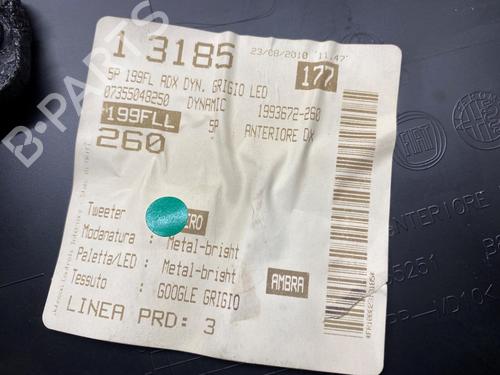 1 3185
23/08/2010 11.47
177
5P 199FL ADX DYN. GRIGIO LED
07355048250 DYNAMIC 1993672-260
199FLL 5P ANTERIORE DX
260
Tweeter :
Modanatura : Metal-bright
Paletta/LED : Metal-bright
Tessuto : GOOGLE GRIGIO
AMBRA
LINEA PRD: 3
B-PARTS
FIAT
ANTERIORE